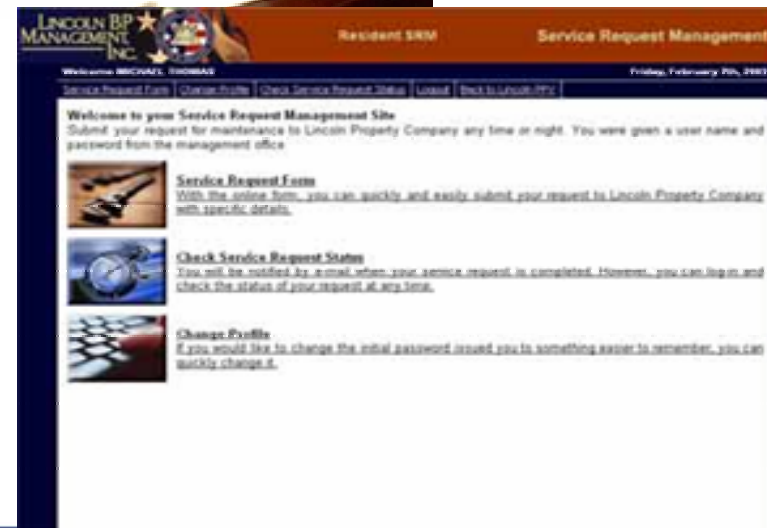 LINCOLN BP
MANAGEMENT
INC.
Resident SRM
Service Request Management
Welcome MICHAEL THOMAS
Friday, February 7th, 2003
Service Request Form | Change Profile | Check Service Request Status | Logout | Back to Lincoln PPV
Welcome to your Service Request Management Site
Submit your request for maintenance to Lincoln Property Company any time or night. You were given a user name and
password from the management office
Service Request Form
With the online form, you can quickly and easily submit your request to Lincoln Property Company
with specific details.
Check Service Request Status
You will be notified by e-mail when your service request is completed. However, you can log in and
check the status of your request at any time.
Change Profile
If you would like to change the initial password issued you to something easier to remember, you can
quickly change it.